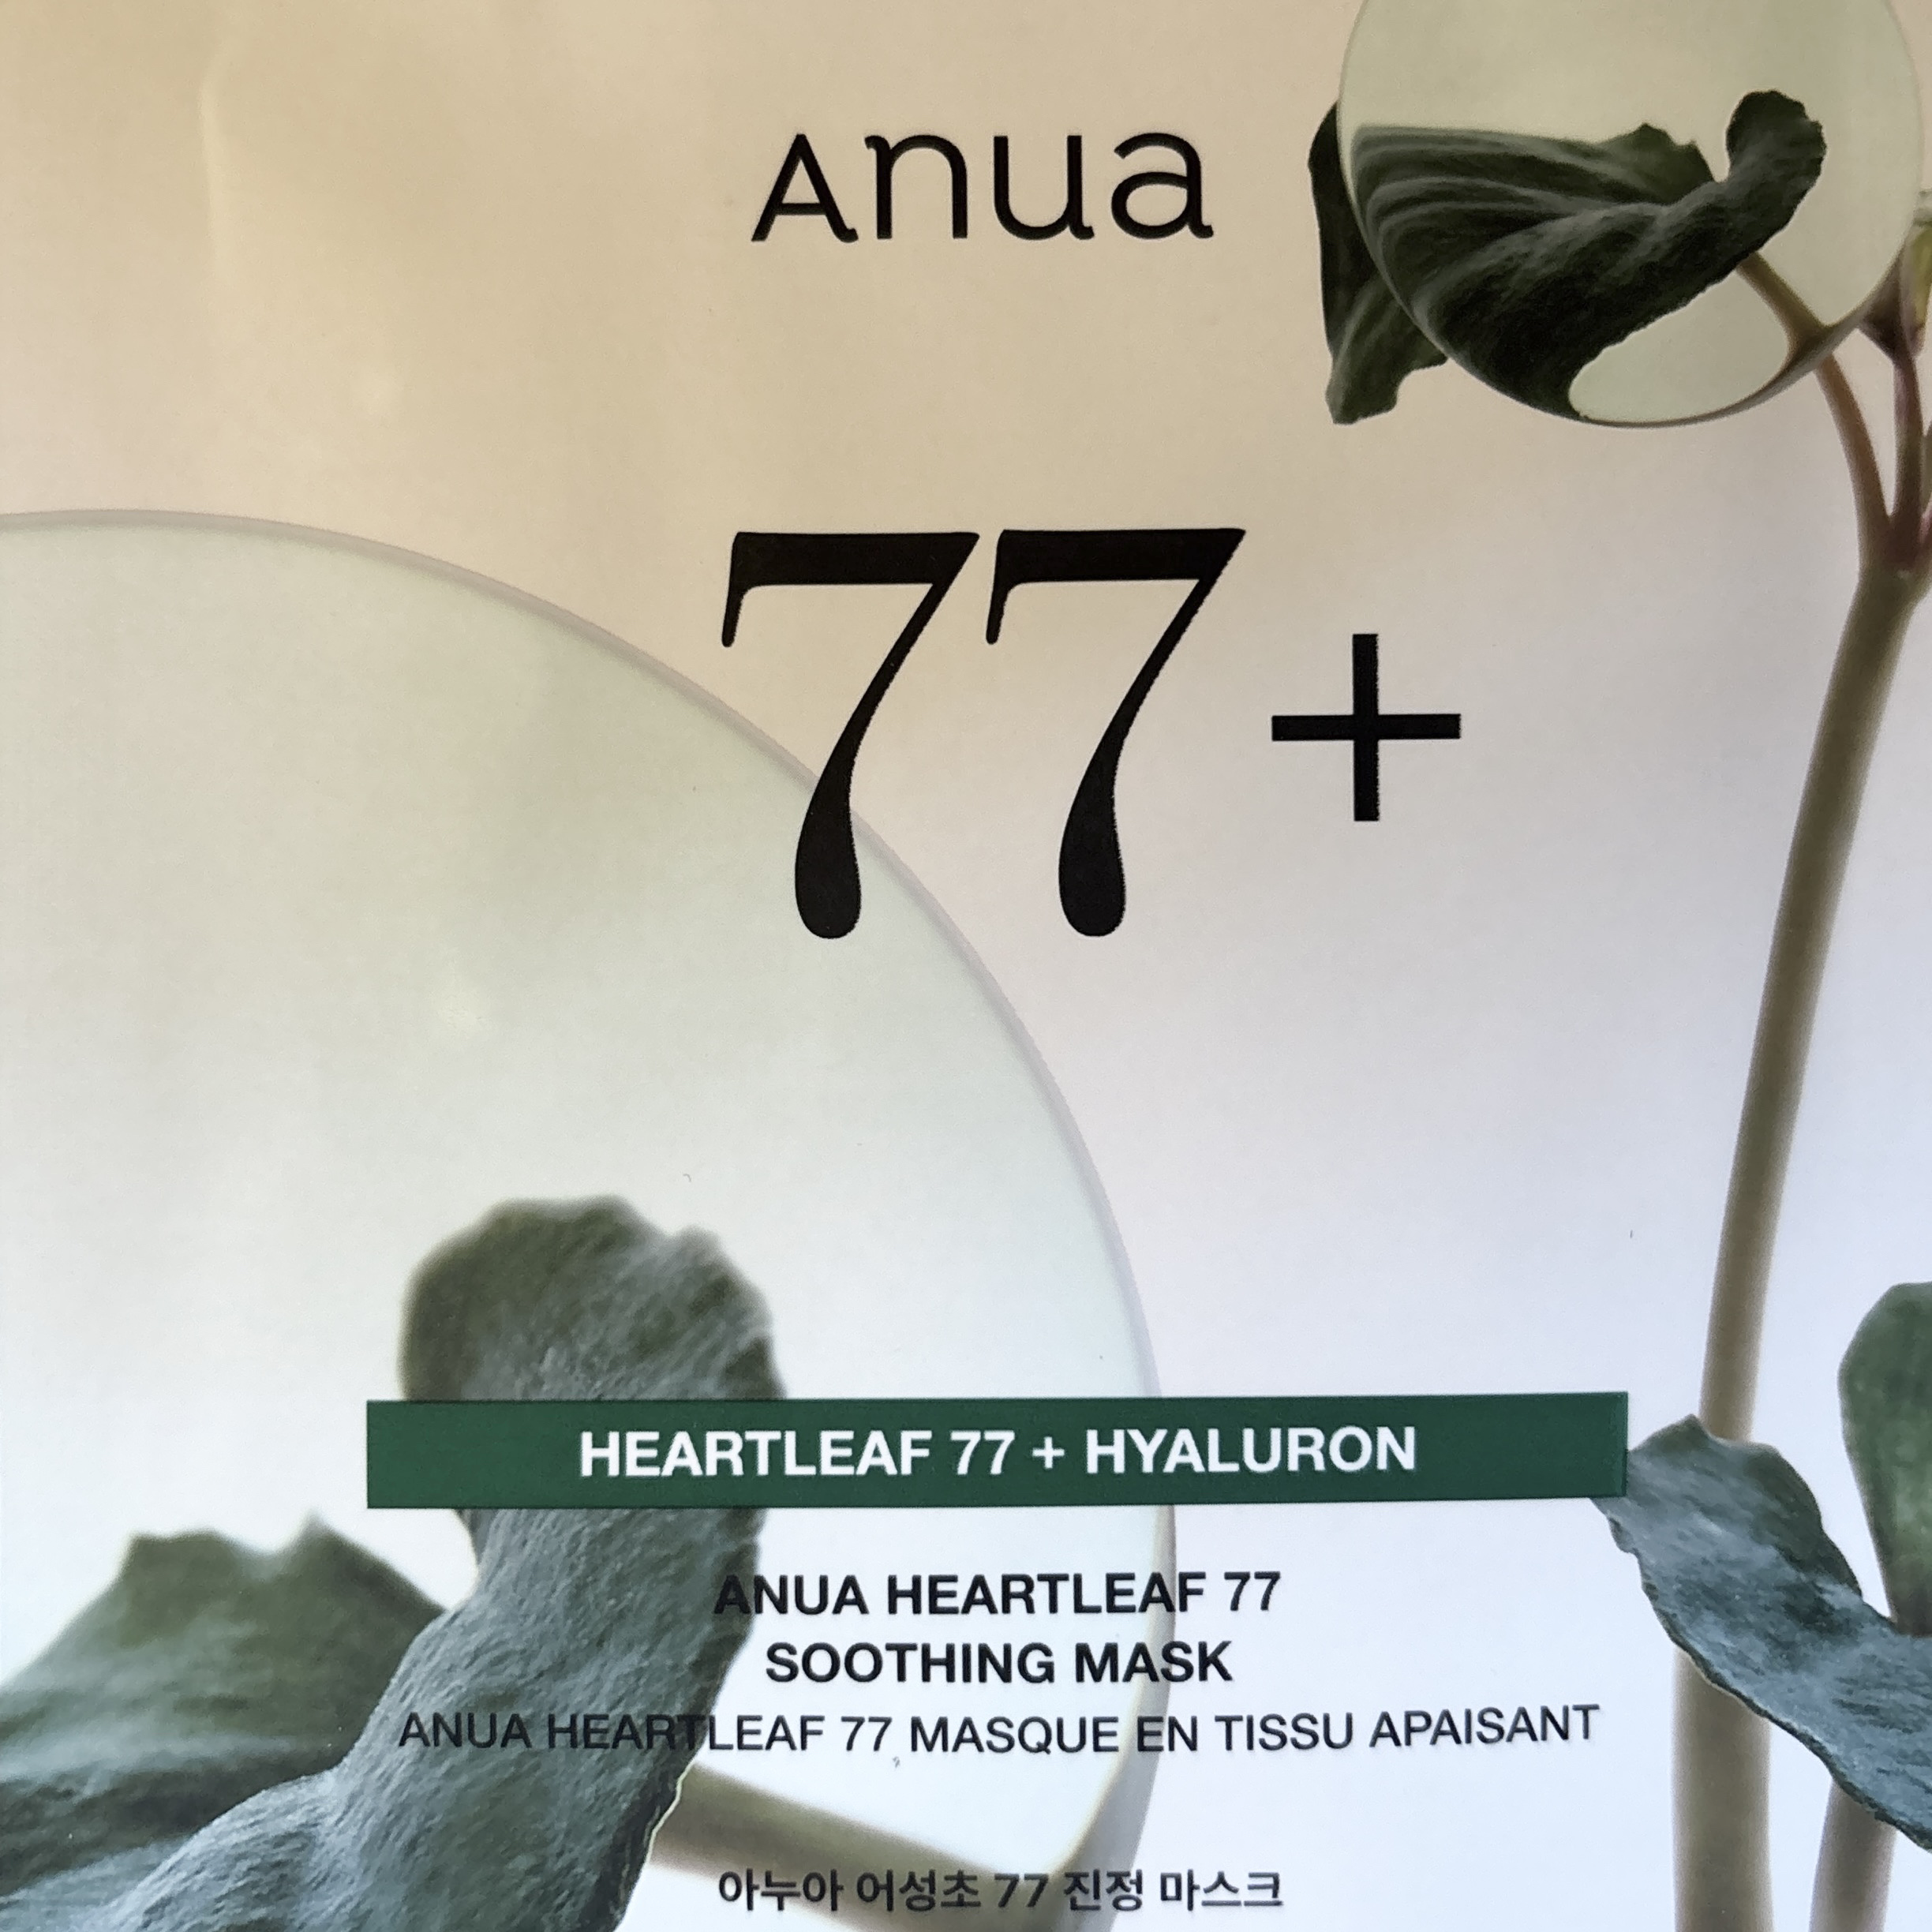 Anua
77+
HEARTLEAF 77 + HYALURON
ANUA HEARTLEAF 77
SOOTHING MASK
ANUA HEARTLEAF 77 MASQUE EN TISSU APAISANT
아누아 어성초 77 진정 마스크